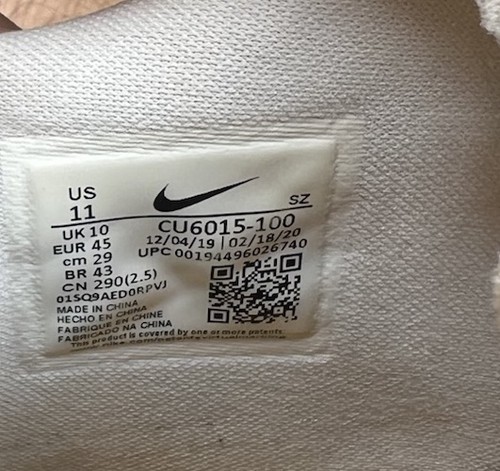 US
11
SZ
UK 10
EUR 45
cm 29
BR 43
CN 290(2.5)
CU6015-100
12/04/19 | 02/18/20
UPC 00194496026740
01SQ9AED0RPVJ
MADE IN CHINA
HECHO EN CHINA
FABRIQUE EN CHINE
FABRICADO NA CHINA
This product is covered by one or more patents